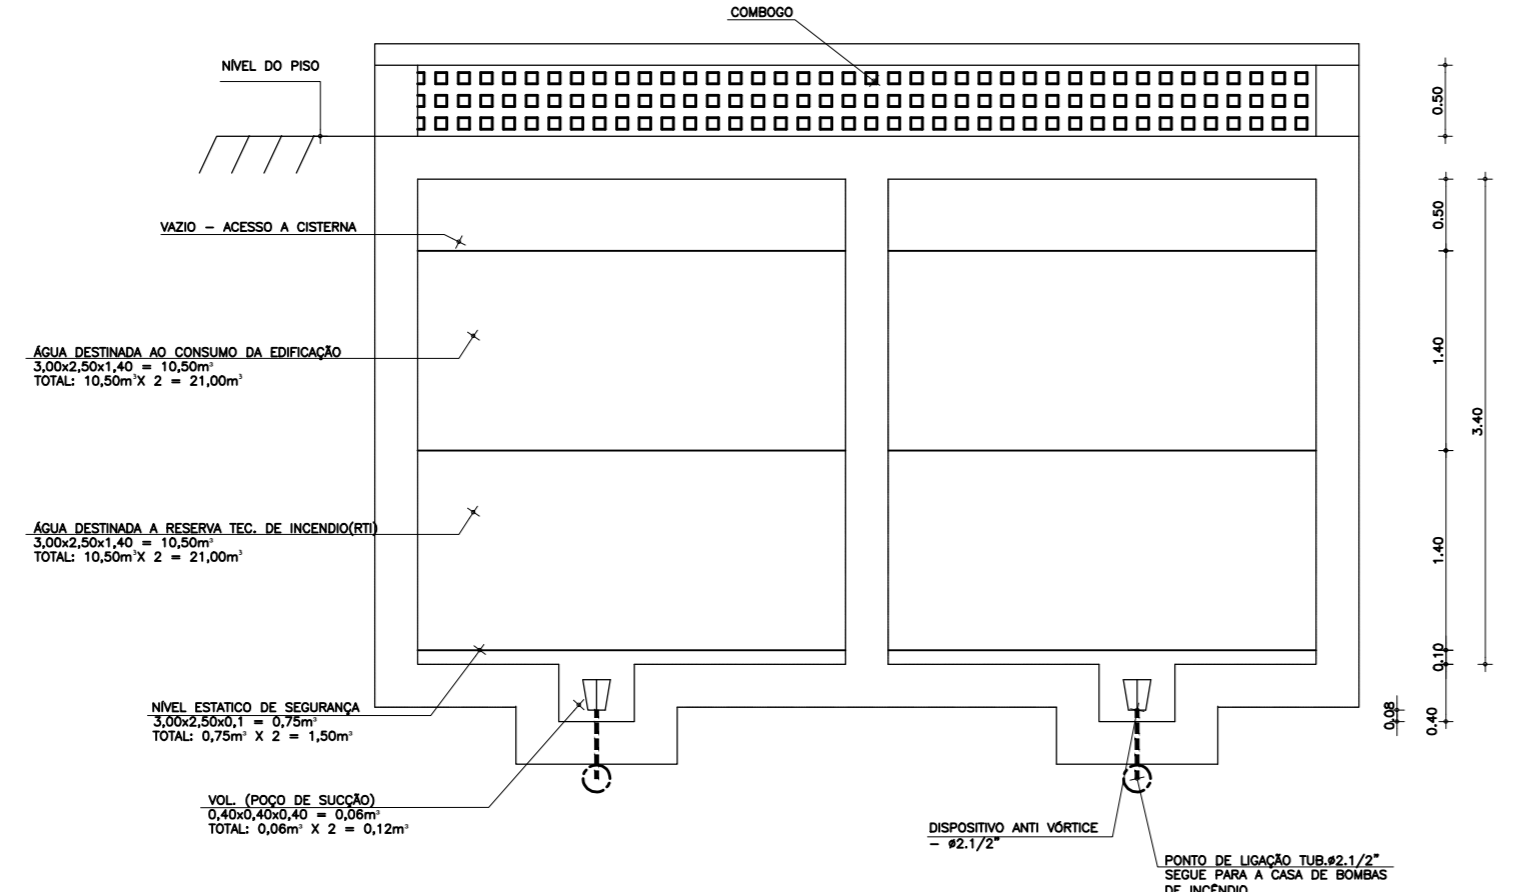 COMBOGO
NÍVEL DO PISO
0.50
VAZIO – ACESSO A CISTERNA
0.50
ÁGUA DESTINADA AO CONSUMO DA EDIFICAÇÃO
3,00x2,50x1,40 = 10,50m³
TOTAL: 10,50m³X 2 = 21,00m³
1.40
3.40
ÁGUA DESTINADA A RESERVA TEC. DE INCENDIO(RTI)
3,00x2,50x1,40 = 10,50m³
TOTAL: 10,50m³X 2 = 21,00m³
1.40
0.10
NÍVEL ESTATICO DE SEGURANÇA
3,00x2,50x0,1 = 0,75m³
TOTAL: 0,75m³ X 2 = 1,50m³
0,08
0.40
VOL. (POÇO DE SUCÇÃO)
0,40x0,40x0,40 = 0,06m³
TOTAL: 0,06m³ X 2 = 0,12m³
DISPOSITIVO ANTI VÓRTICE
– ø2.1/2"
PONTO DE LIGAÇÃO TUB.ø2.1/2"
SEGUE PARA A CASA DE BOMBAS
DE INCÊNDIO